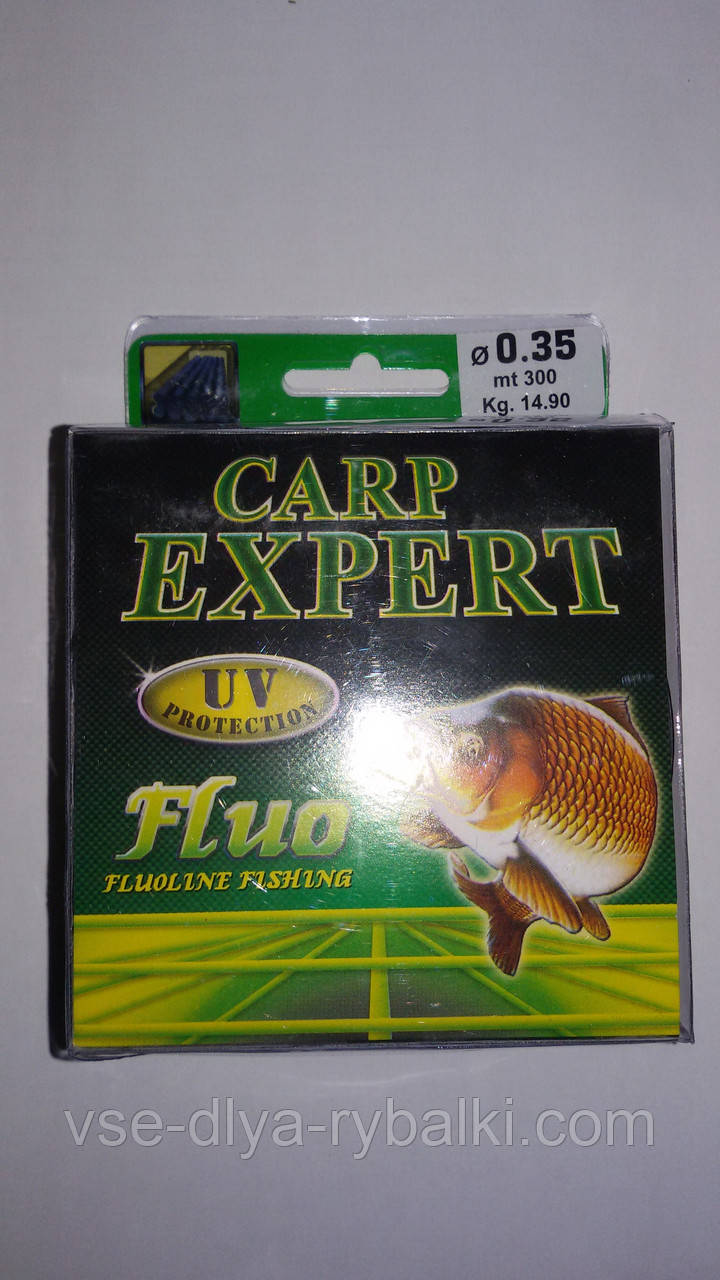 ø 0.35
mt 300
Kg. 14.90
CARP
EXPERT
UV
PROTECTION
Fluo
FLUOLINE FISHING
vse-dlya-rybalki.com